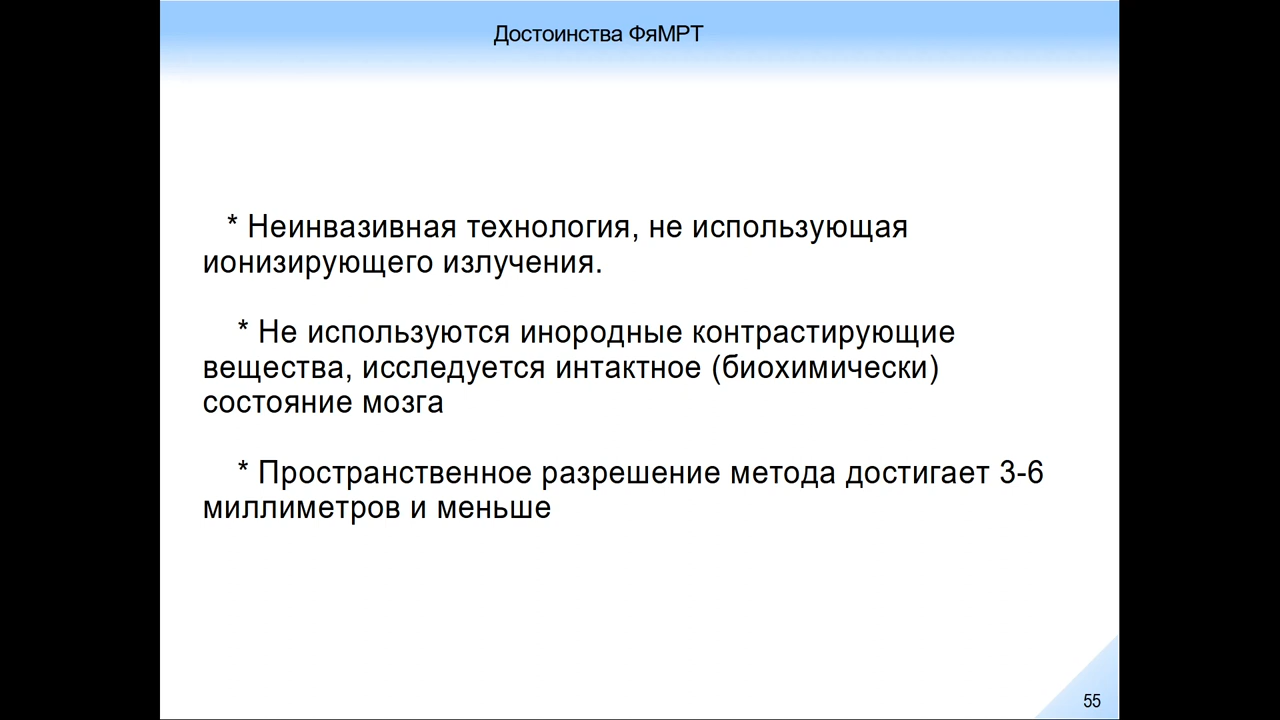 Достоинства ФяМРТ
* Неинвазивная технология, не использующая
ионизирующего излучения.
* Не используются инородные контрастирующие
вещества, исследуется интактное (биохимически)
состояние мозга
* Пространственное разрешение метода достигает 3-6
миллиметров и меньше
55